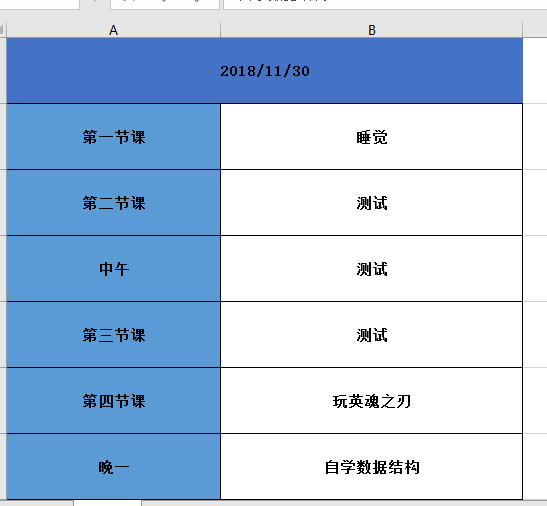 A B
2018/11/30
第一节课 睡觉
第二节课 测试
中午 测试
第三节课 测试
第四节课 玩英魂之刃
晚一 自学数据结构